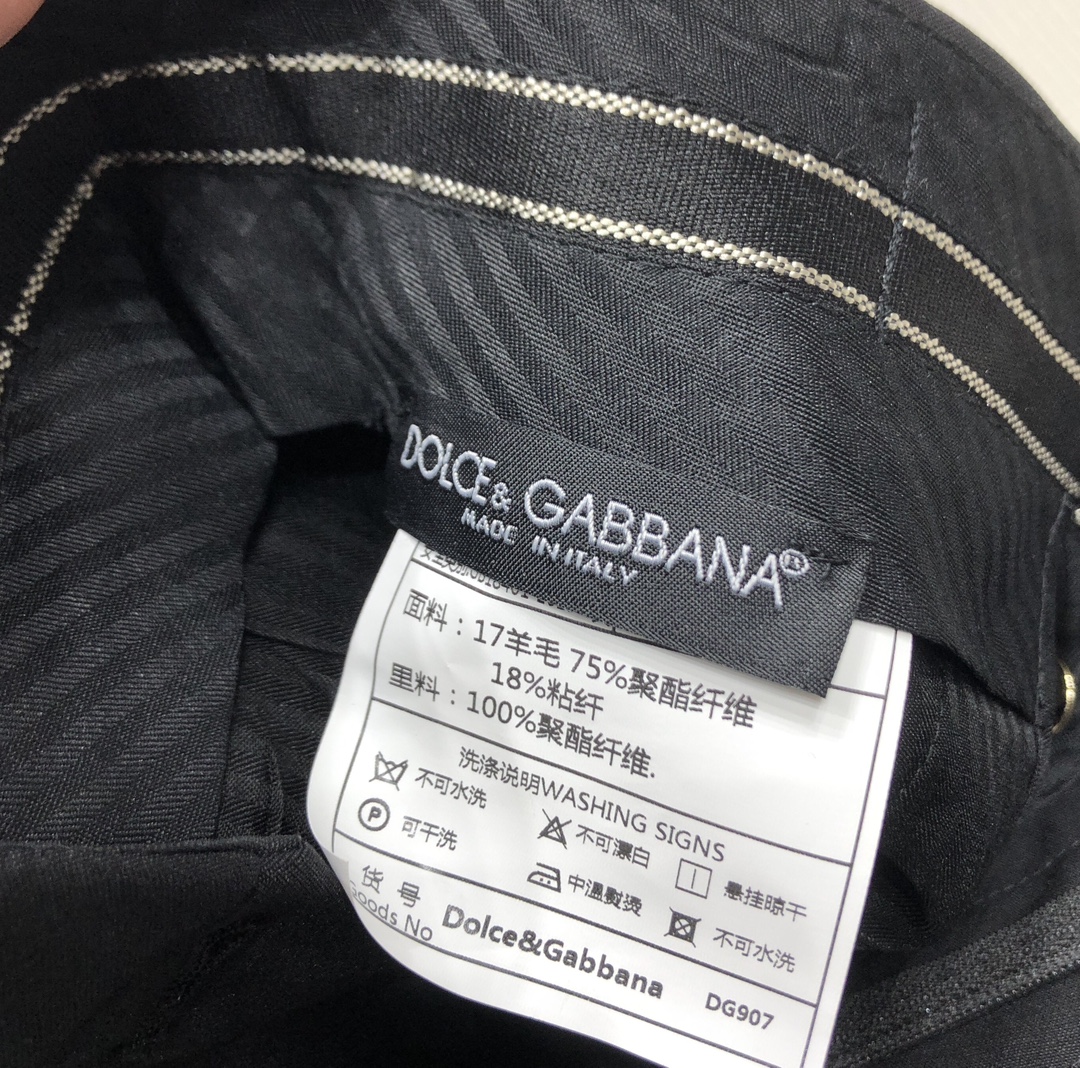 DOLCE & GABBANA®
MADE IN ITALY
面料：17羊毛 75%聚酯纤维
18%粘纤
里料：100%聚酯纤维.
洗涤说明WASHING SIGNS
不可水洗
不可漂白
悬挂晾干
P
可干洗
中温熨烫
不可水洗
货号
Goods No
Dolce&Gabbana
DG907